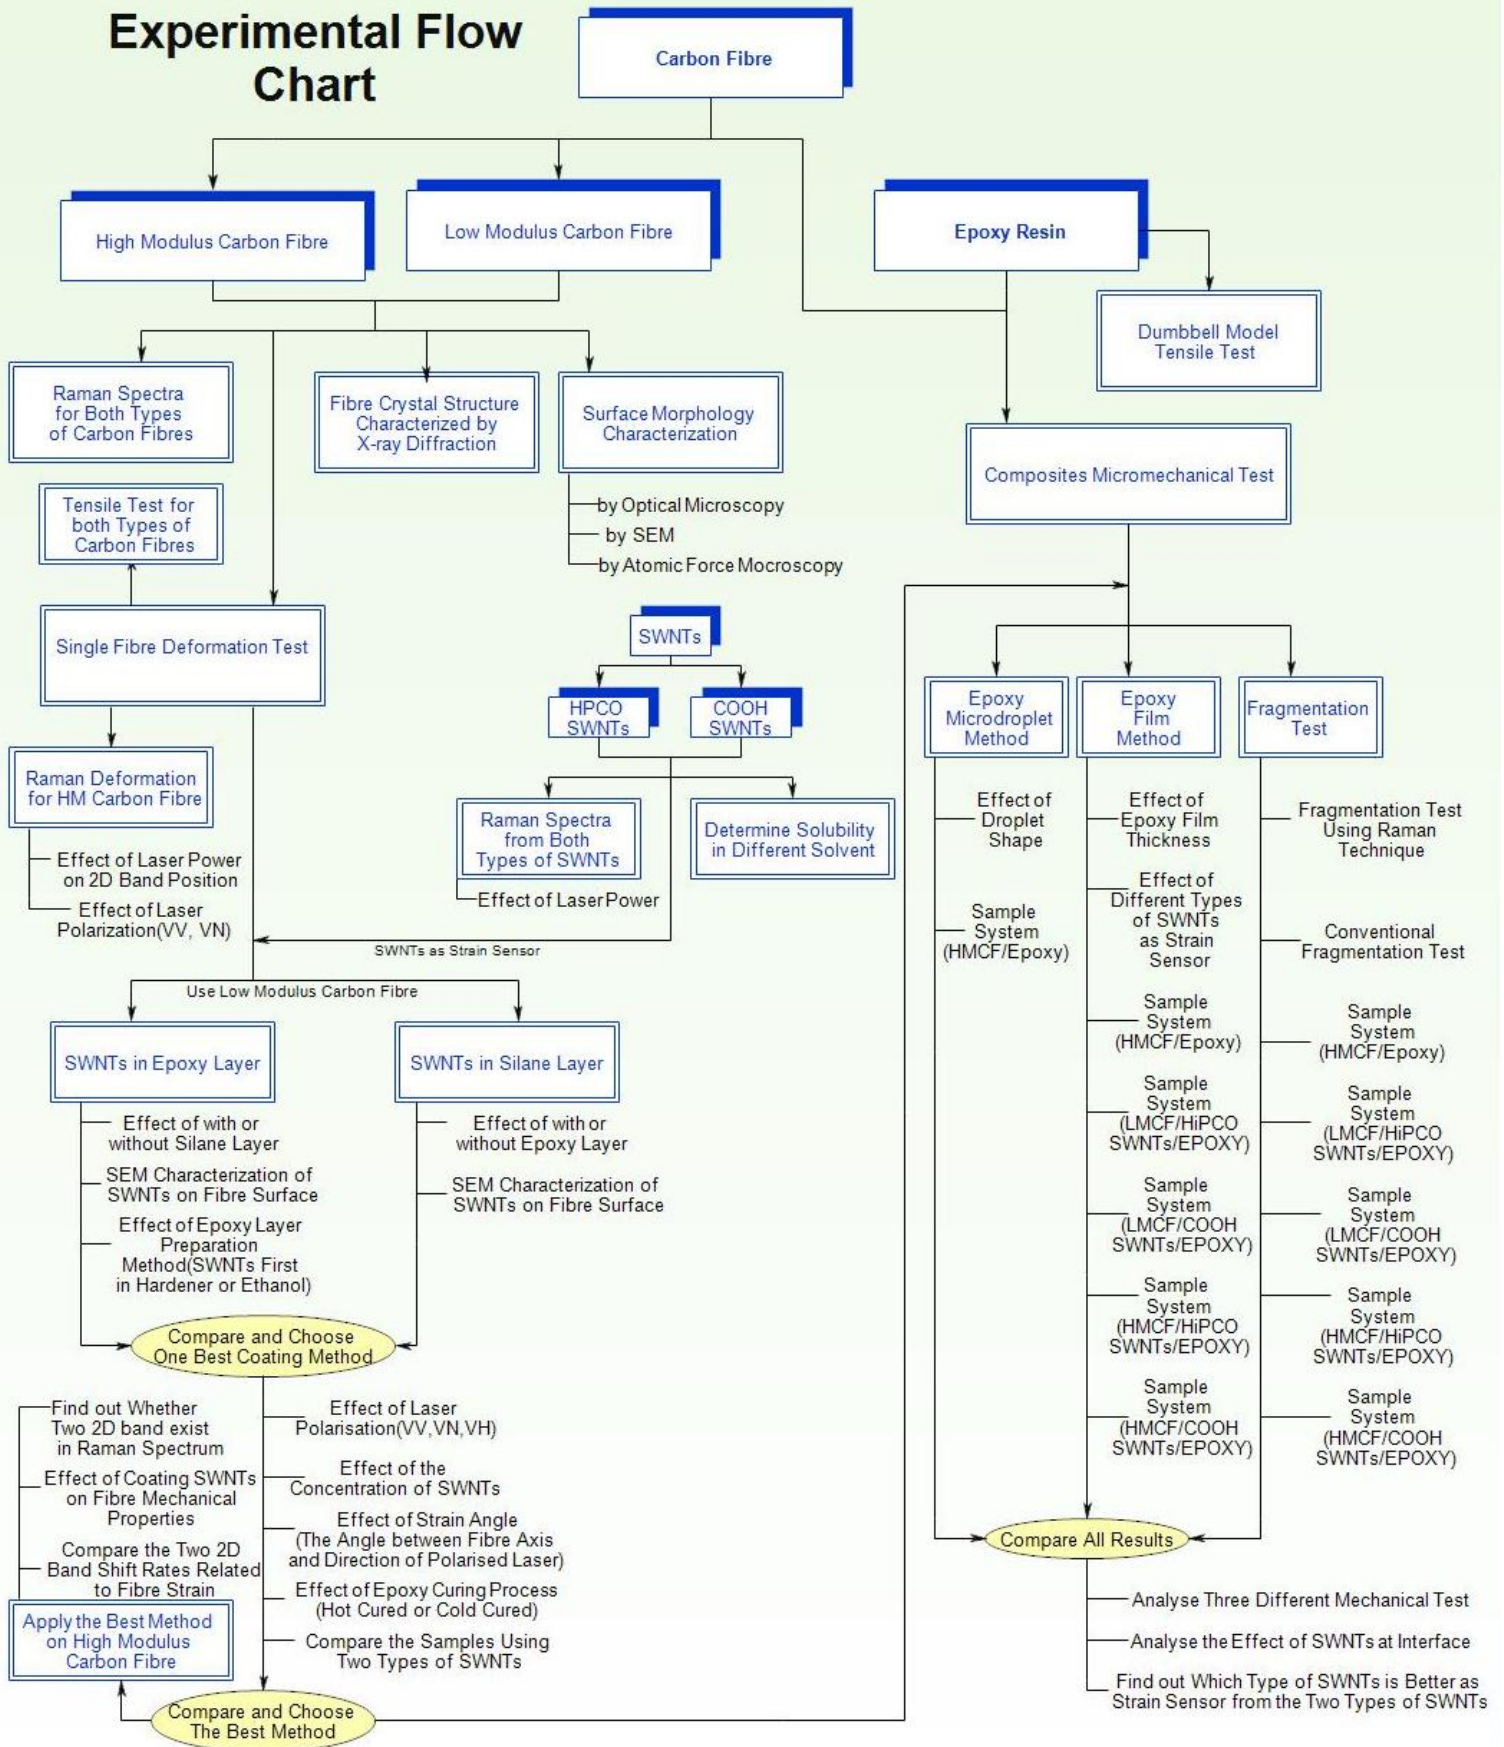 Experimental Flow
Chart
Carbon Fibre
High Modulus Carbon Fibre
Low Modulus Carbon Fibre
Epoxy Resin
Dumbbell Model
Tensile Test
Raman Spectra
for Both Types
of Carbon Fibres
Fibre Crystal Structure
Characterized by
X-ray Diffraction
Surface Morphology
Characterization
by Optical Microscopy
by SEM
by Atomic Force Mocroscopy
Composites Micromechanical Test
Tensile Test for
both Types of
Carbon Fibres
Single Fibre Deformation Test
SWNTs
HPCO
SWNTs
COOH
SWNTs
Raman Deformation
for HM Carbon Fibre
Effect of Laser Power
on 2D Band Position
Effect of Laser
Polarization(VV, VN)
Raman Spectra
from Both
Types of SWNTs
Effect of Laser Power
Determine Solubility
in Different Solvent
SWNTs as Strain Sensor
Use Low Modulus Carbon Fibre
SWNTs in Epoxy Layer
SWNTs in Silane Layer
Effect of with or
without Silane Layer
SEM Characterization of
SWNTs on Fibre Surface
Effect of Epoxy Layer
Preparation
Method(SWNTs First
in Hardener or Ethanol)
Effect of with or
without Epoxy Layer
SEM Characterization of
SWNTs on Fibre Surface
Compare and Choose
One Best Coating Method
Find out Whether
Two 2D band exist
in Raman Spectrum
Effect of Coating SWNTs
on Fibre Mechanical
Properties
Compare the Two 2D
Band Shift Rates Related
to Fibre Strain
Apply the Best Method
on High Modulus
Carbon Fibre
Effect of Laser
Polarisation(VV,VN,VH)
Effect of the
Concentration of SWNTs
Effect of Strain Angle
(The Angle between Fibre Axis
and Direction of Polarised Laser)
Effect of Epoxy Curing Process
(Hot Cured or Cold Cured)
Compare the Samples Using
Two Types of SWNTs
Compare and Choose
The Best Method
Epoxy
Microdroplet
Method
Epoxy
Film
Method
Fragmentation
Test
Effect of
Droplet
Shape
Sample
System
(HMCF/Epoxy)
Effect of
Epoxy Film
Thickness
Effect of
Different Types
of SWNTs
as Strain
Sensor
Sample
System
(HMCF/Epoxy)
Sample
System
(LMCF/HiPCO
SWNTs/EPOXY)
Sample
System
(LMCF/COOH
SWNTs/EPOXY)
Sample
System
(HMCF/HiPCO
SWNTs/EPOXY)
Sample
System
(HMCF/COOH
SWNTs/EPOXY)
Fragmentation Test
Using Raman
Technique
Conventional
Fragmentation Test
Sample
System
(HMCF/Epoxy)
Sample
System
(LMCF/HiPCO
SWNTs/EPOXY)
Sample
System
(LMCF/COOH
SWNTs/EPOXY)
Sample
System
(HMCF/HiPCO
SWNTs/EPOXY)
Sample
System
(HMCF/COOH
SWNTs/EPOXY)
Compare All Results
Analyse Three Different Mechanical Test
Analyse the Effect of SWNTs at Interface
Find out Which Type of SWNTs is Better as
Strain Sensor from the Two Types of SWNTs